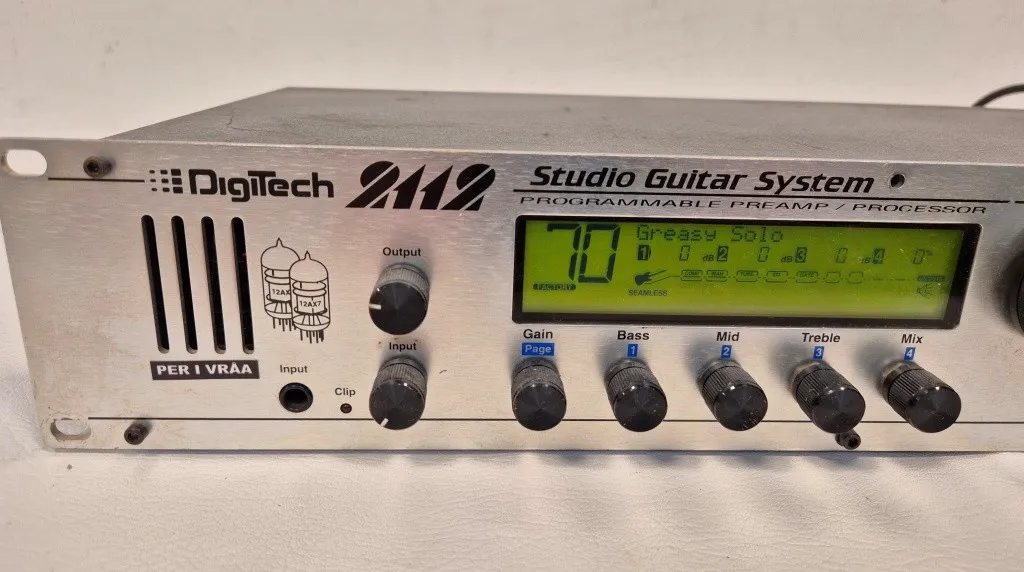 DigiTech 2112 Studio Guitar System
PROGRAMMABLE PREAMP / PROCESSOR
70 Greasy Solo
1 0 dB 2 0 dB 3 0 dB 4 0
FACTORY
SEAMLESS
12AX7
12AX7
Output
Input
PER I VRÅA
Input
Clip
Gain Bass Mid Treble Mix
Page 1 2 3 4